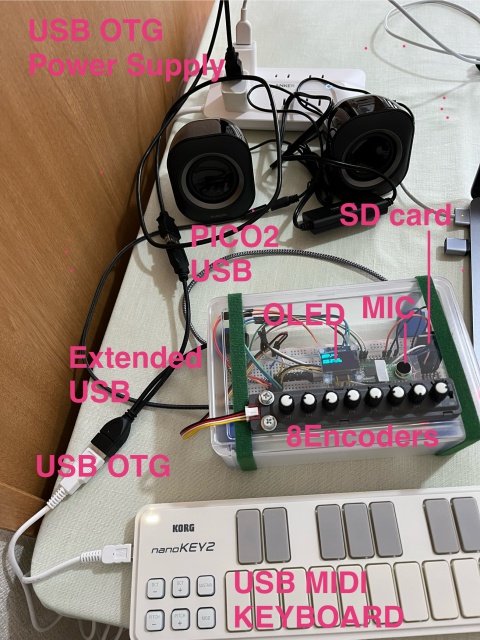 USB OTG
Power Supply
SD card
PICO2
USB
OLED
MIC
Extended
USB
8Encoders
USB OTG
KORG
nanoKEY2
USB MIDI
KEYBOARD